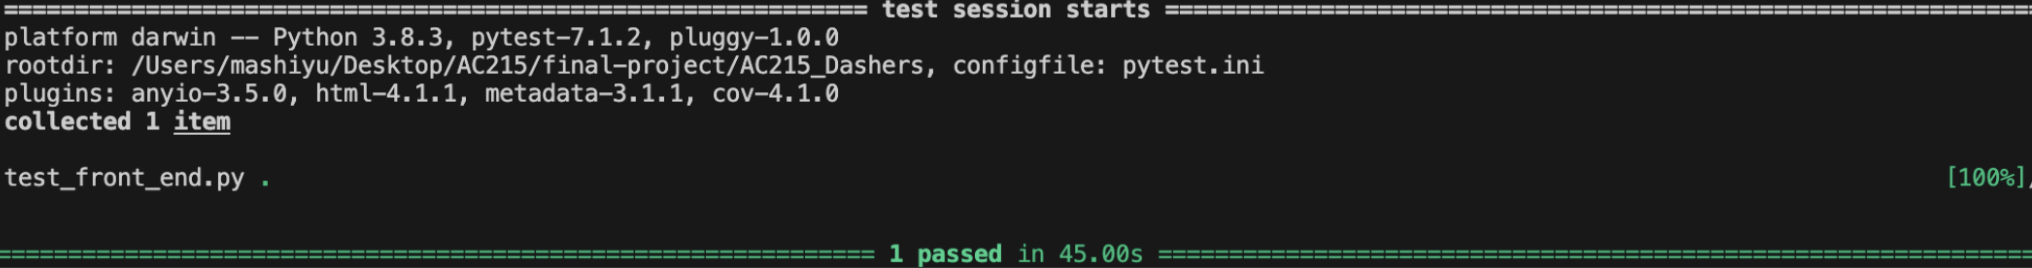 ============================================================= test session starts =============================================================
platform darwin -- Python 3.8.3, pytest-7.1.2, pluggy-1.0.0
rootdir: /Users/mashiyu/Desktop/AC215/final-project/AC215_Dashers, configfile: pytest.ini
plugins: anyio-3.5.0, html-4.1.1, metadata-3.1.1, cov-4.1.0
collected 1 item
test_front_end.py . [100%]/
============================================================== 1 passed in 45.00s ==============================================================